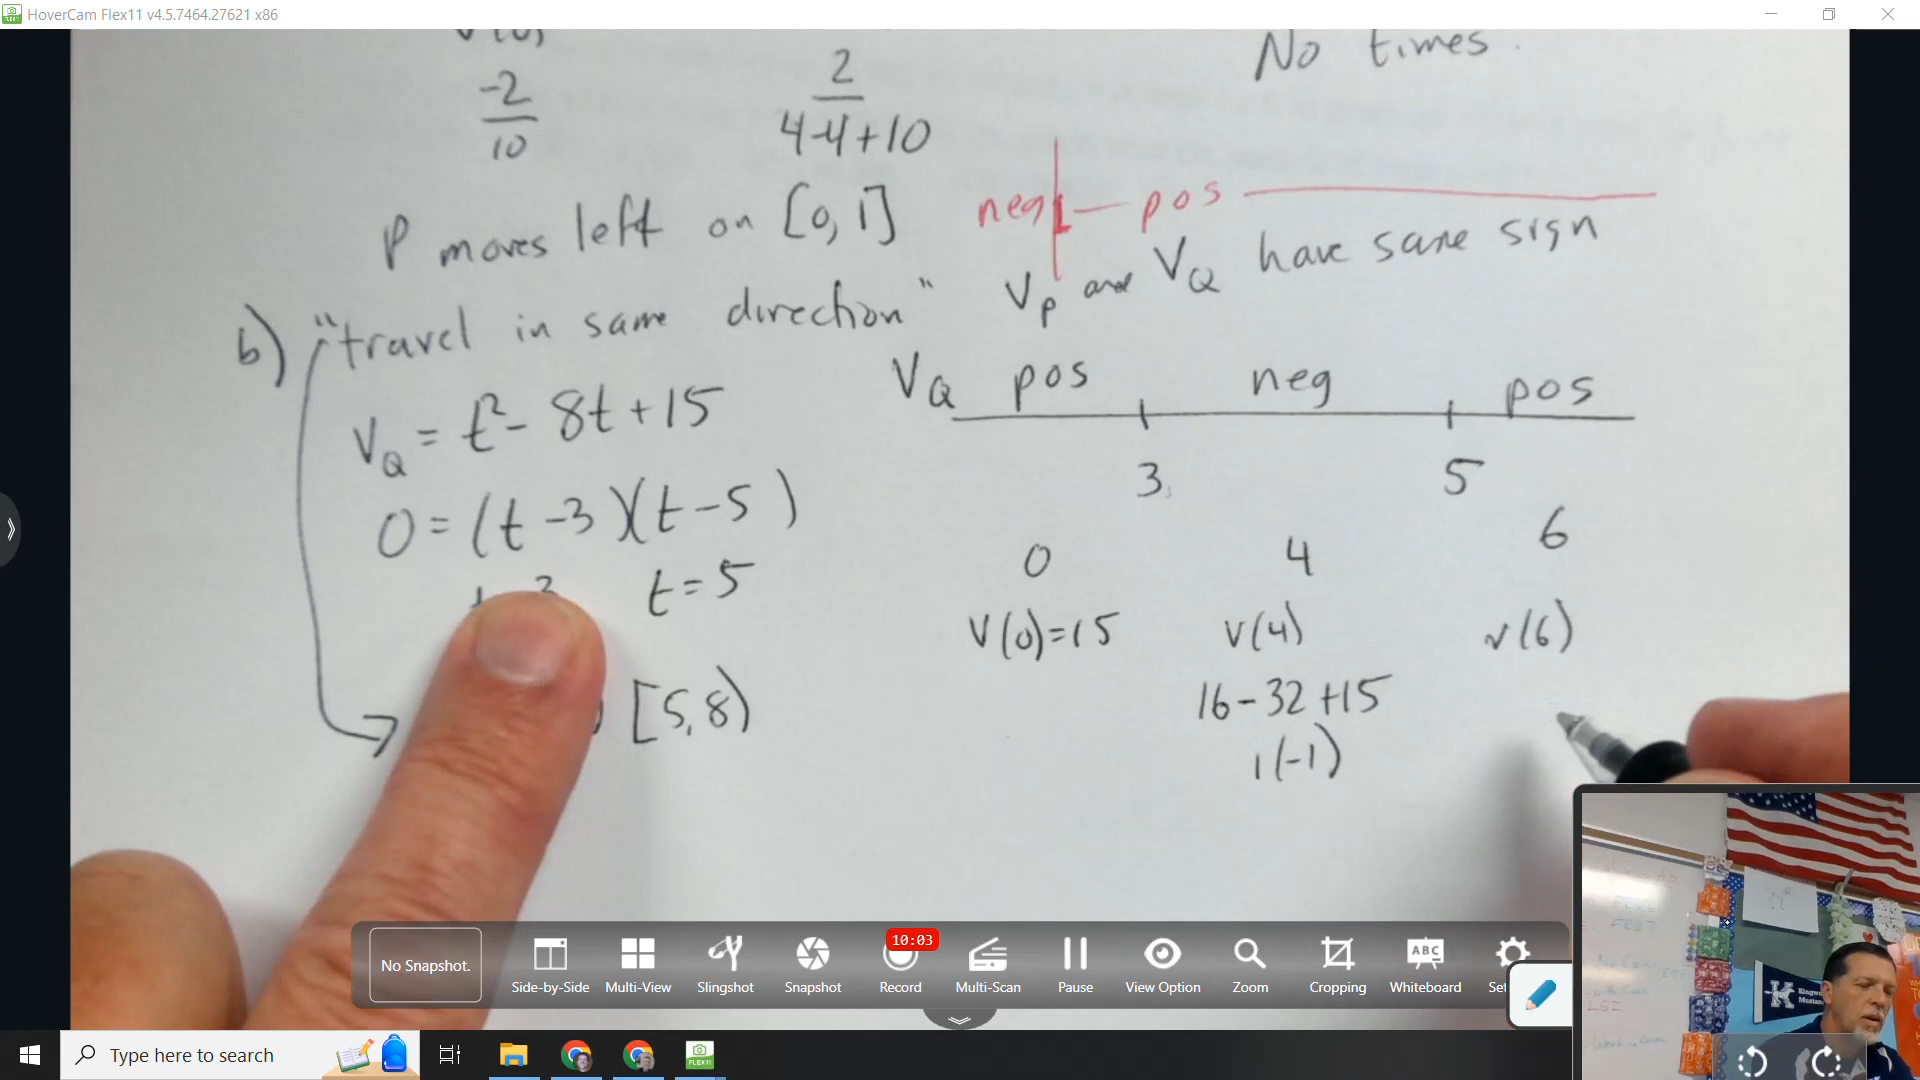 HoverCam Flex11 v4.5.7464.27621 x86
-2
10
2
4-4+10
No times.
P moves left on [0,1]
neg pos
b) "travel in same direction" Vp and VQ have same sign
VQ = t² - 8t + 15
VQ pos neg pos
3 5
0 = (t - 3)(t - 5)
t = 5
0 4 6
V(0)=15 v(4) v(6)
[5,8)
16 - 32 + 15
1(-1)
No Snapshot.
Side-by-Side
Multi-View
Slingshot
Snapshot
10:03
Record
Multi-Scan
Pause
View Option
Zoom
Cropping
ABC
Whiteboard
Type here to search
FLEX11